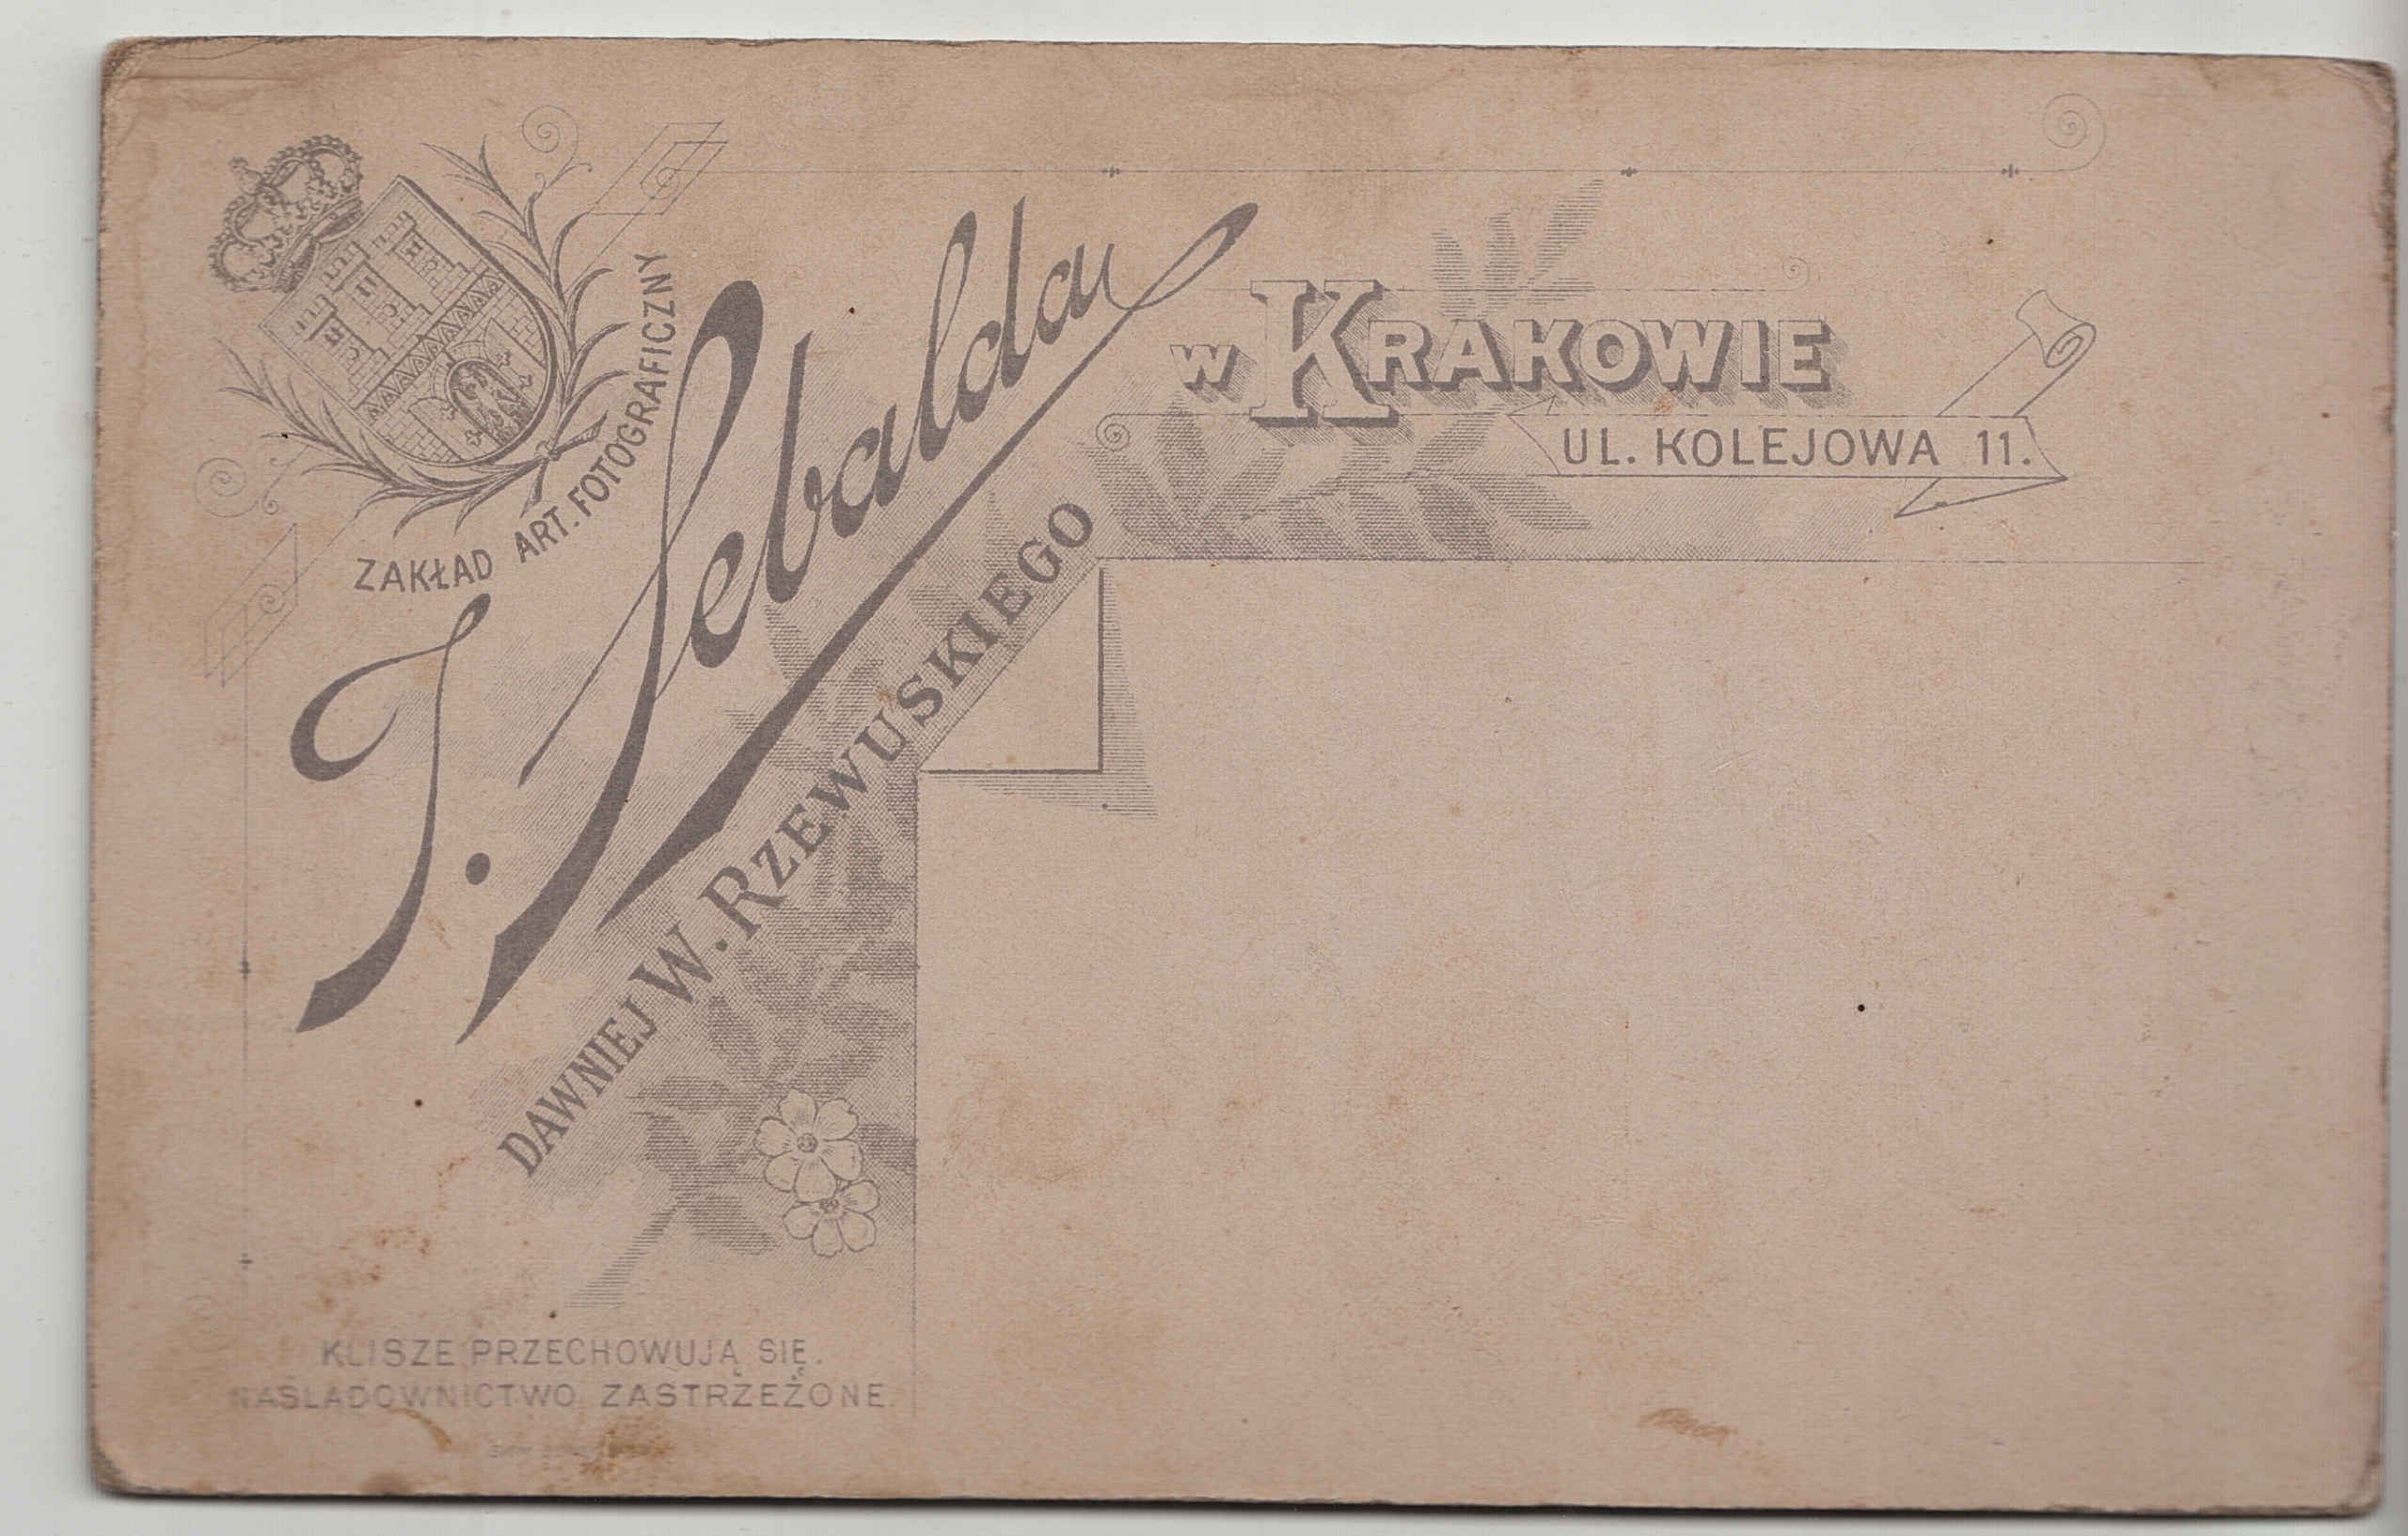 ZAKŁAD ART. FOTOGRAFICZNY
J. Sebalda
W KRAKOWIE
UL. KOLEJOWA 11.
DAWNIEJ W. RZEWUSKIEGO
KLISZE PRZECHOWUJĄ SIĘ.
NAŚLADOWNICTWO ZASTRZEŻONE.